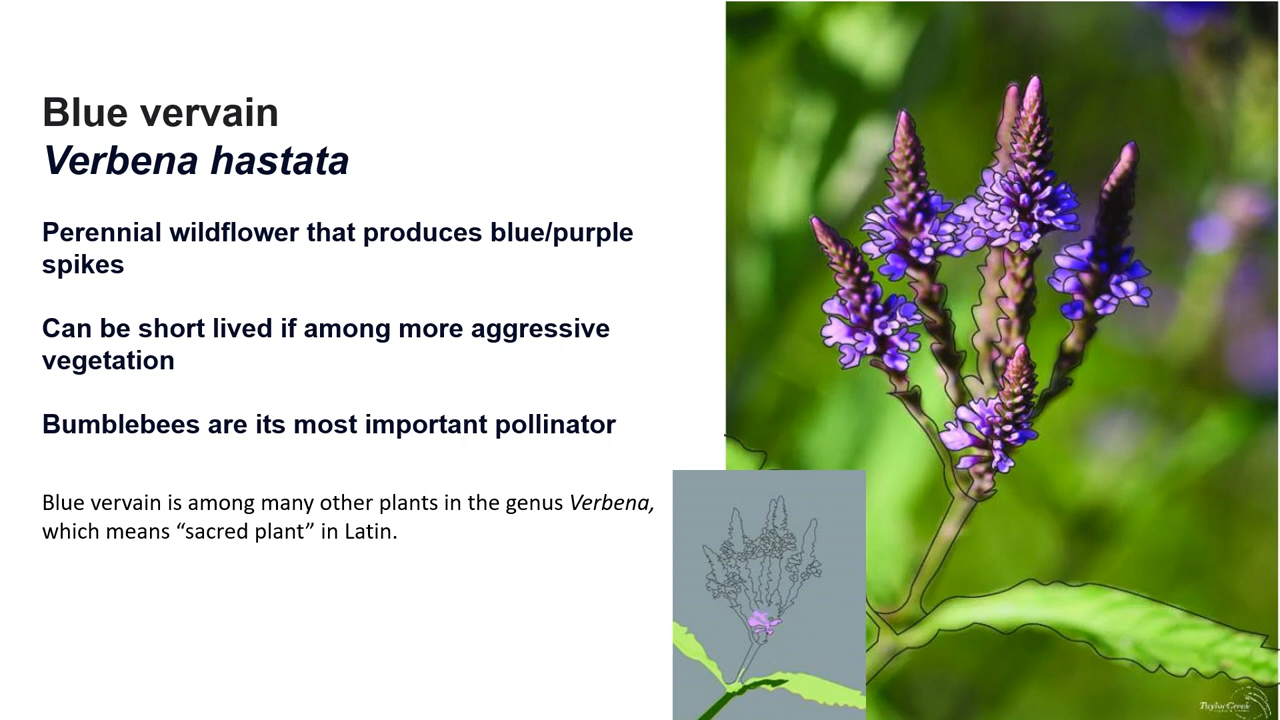 Blue vervain
Verbena hastata
Perennial wildflower that produces blue/purple
spikes
Can be short lived if among more aggressive
vegetation
Bumblebees are its most important pollinator
Blue vervain is among many other plants in the genus Verbena,
which means “sacred plant” in Latin.
Taylor Creek